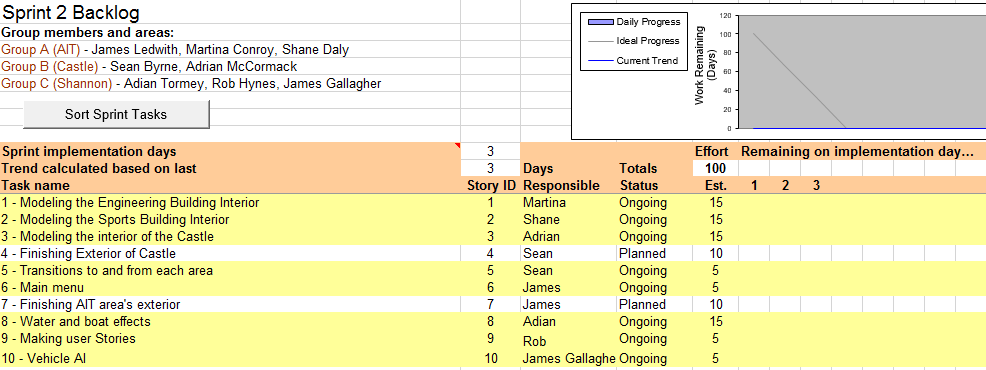 Sprint 2 Backlog
Group members and areas:
Group A (AIT) - James Ledwith, Martina Conroy, Shane Daly
Group B (Castle) - Sean Byrne, Adrian McCormack
Group C (Shannon) - Adian Tormey, Rob Hynes, James Gallagher
Sort Sprint Tasks
Daily Progress
Ideal Progress
Current Trend
Work Remaining
(Days)
120
100
80
60
40
20
0
Sprint implementation days 3 Effort Remaining on implementation day...
Trend calculated based on last 3 Days Totals 100
Task name Story ID Responsible Status Est. 1 2 3
1 - Modeling the Engineering Building Interior 1 Martina Ongoing 15
2 - Modeling the Sports Building Interior 2 Shane Ongoing 15
3 - Modeling the interior of the Castle 3 Adrian Ongoing 15
4 - Finishing Exterior of Castle 4 Sean Planned 10
5 - Transitions to and from each area 5 Sean Ongoing 5
6 - Main menu 6 James Ongoing 5
7 - Finishing AIT area's exterior 7 James Planned 10
8 - Water and boat effects 8 Adian Ongoing 15
9 - Making user Stories 9 Rob Ongoing 5
10 - Vehicle AI 10 James Gallaghe Ongoing 5